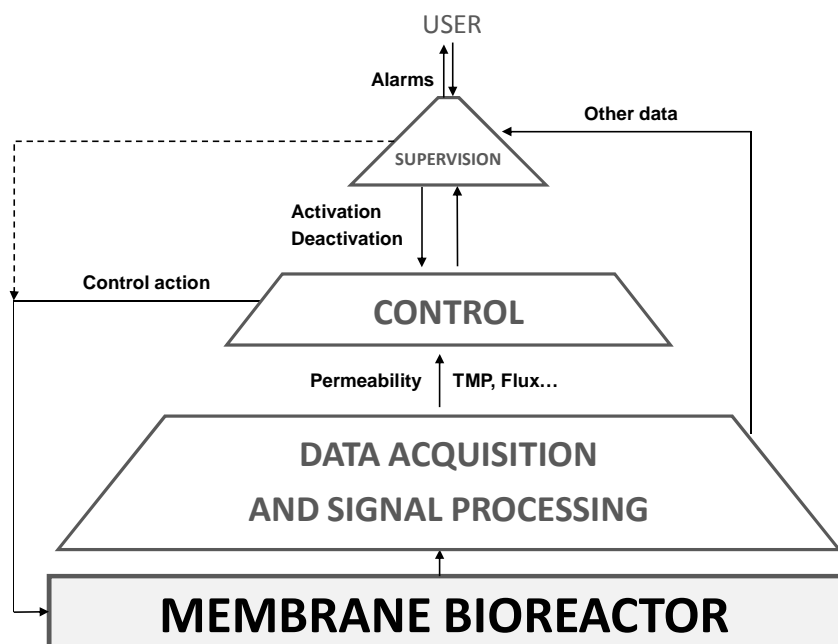 USER
Alarms
Other data
SUPERVISION
Activation
Deactivation
Control action
CONTROL
Permeability TMP, Flux...
DATA ACQUISITION
AND SIGNAL PROCESSING
MEMBRANE BIOREACTOR